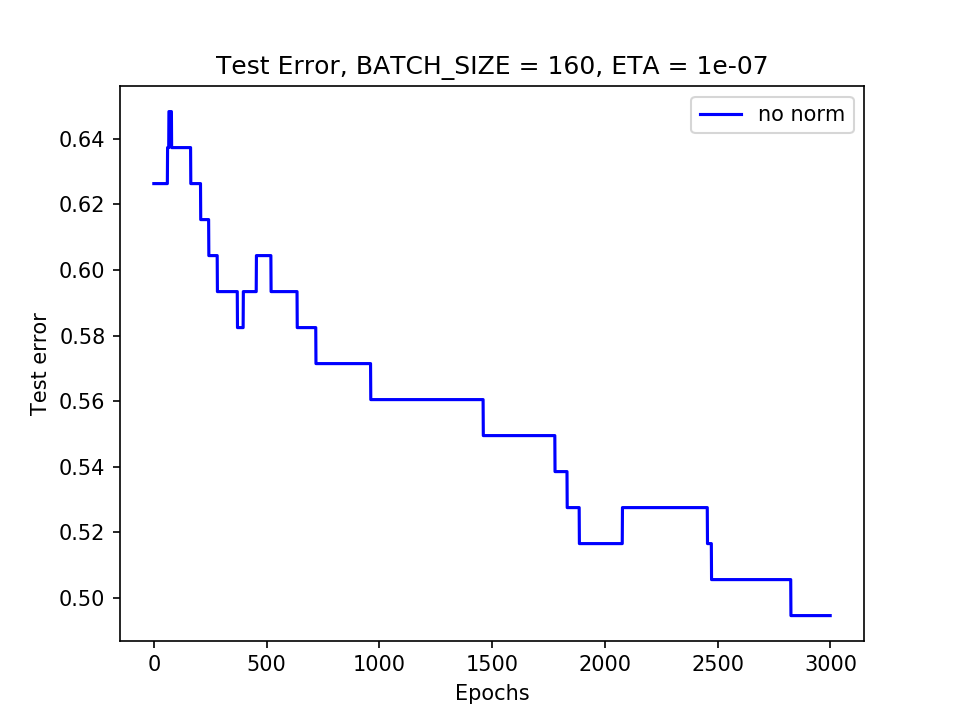 Test Error, BATCH_SIZE = 160, ETA = 1e-07
no norm
Test error
0.64
0.62
0.60
0.58
0.56
0.54
0.52
0.50
0 500 1000 1500 2000 2500 3000
Epochs